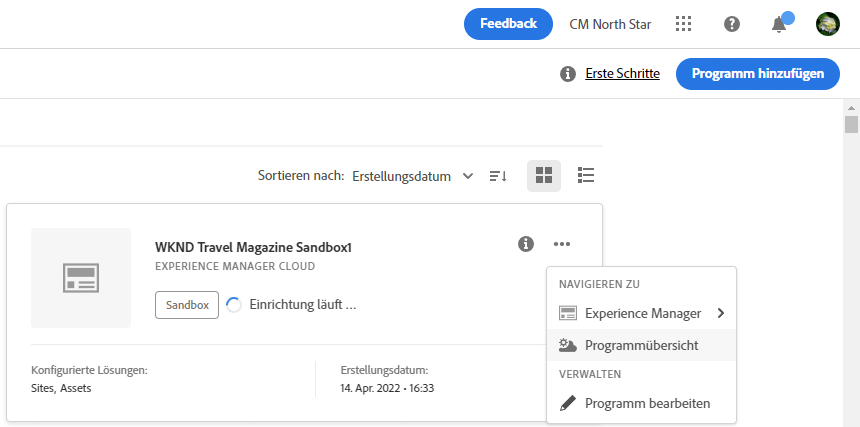 Feedback
CM North Star
Erste Schritte
Programm hinzufügen
Sortieren nach:
Erstellungsdatum
WKND Travel Magazine Sandbox1
EXPERIENCE MANAGER CLOUD
Sandbox
Einrichtung läuft ...
Konfigurierte Lösungen:
Sites, Assets
Erstellungsdatum:
14. Apr. 2022 • 16:33
NAVIGIEREN ZU
Experience Manager
Programmübersicht
VERWALTEN
Programm bearbeiten